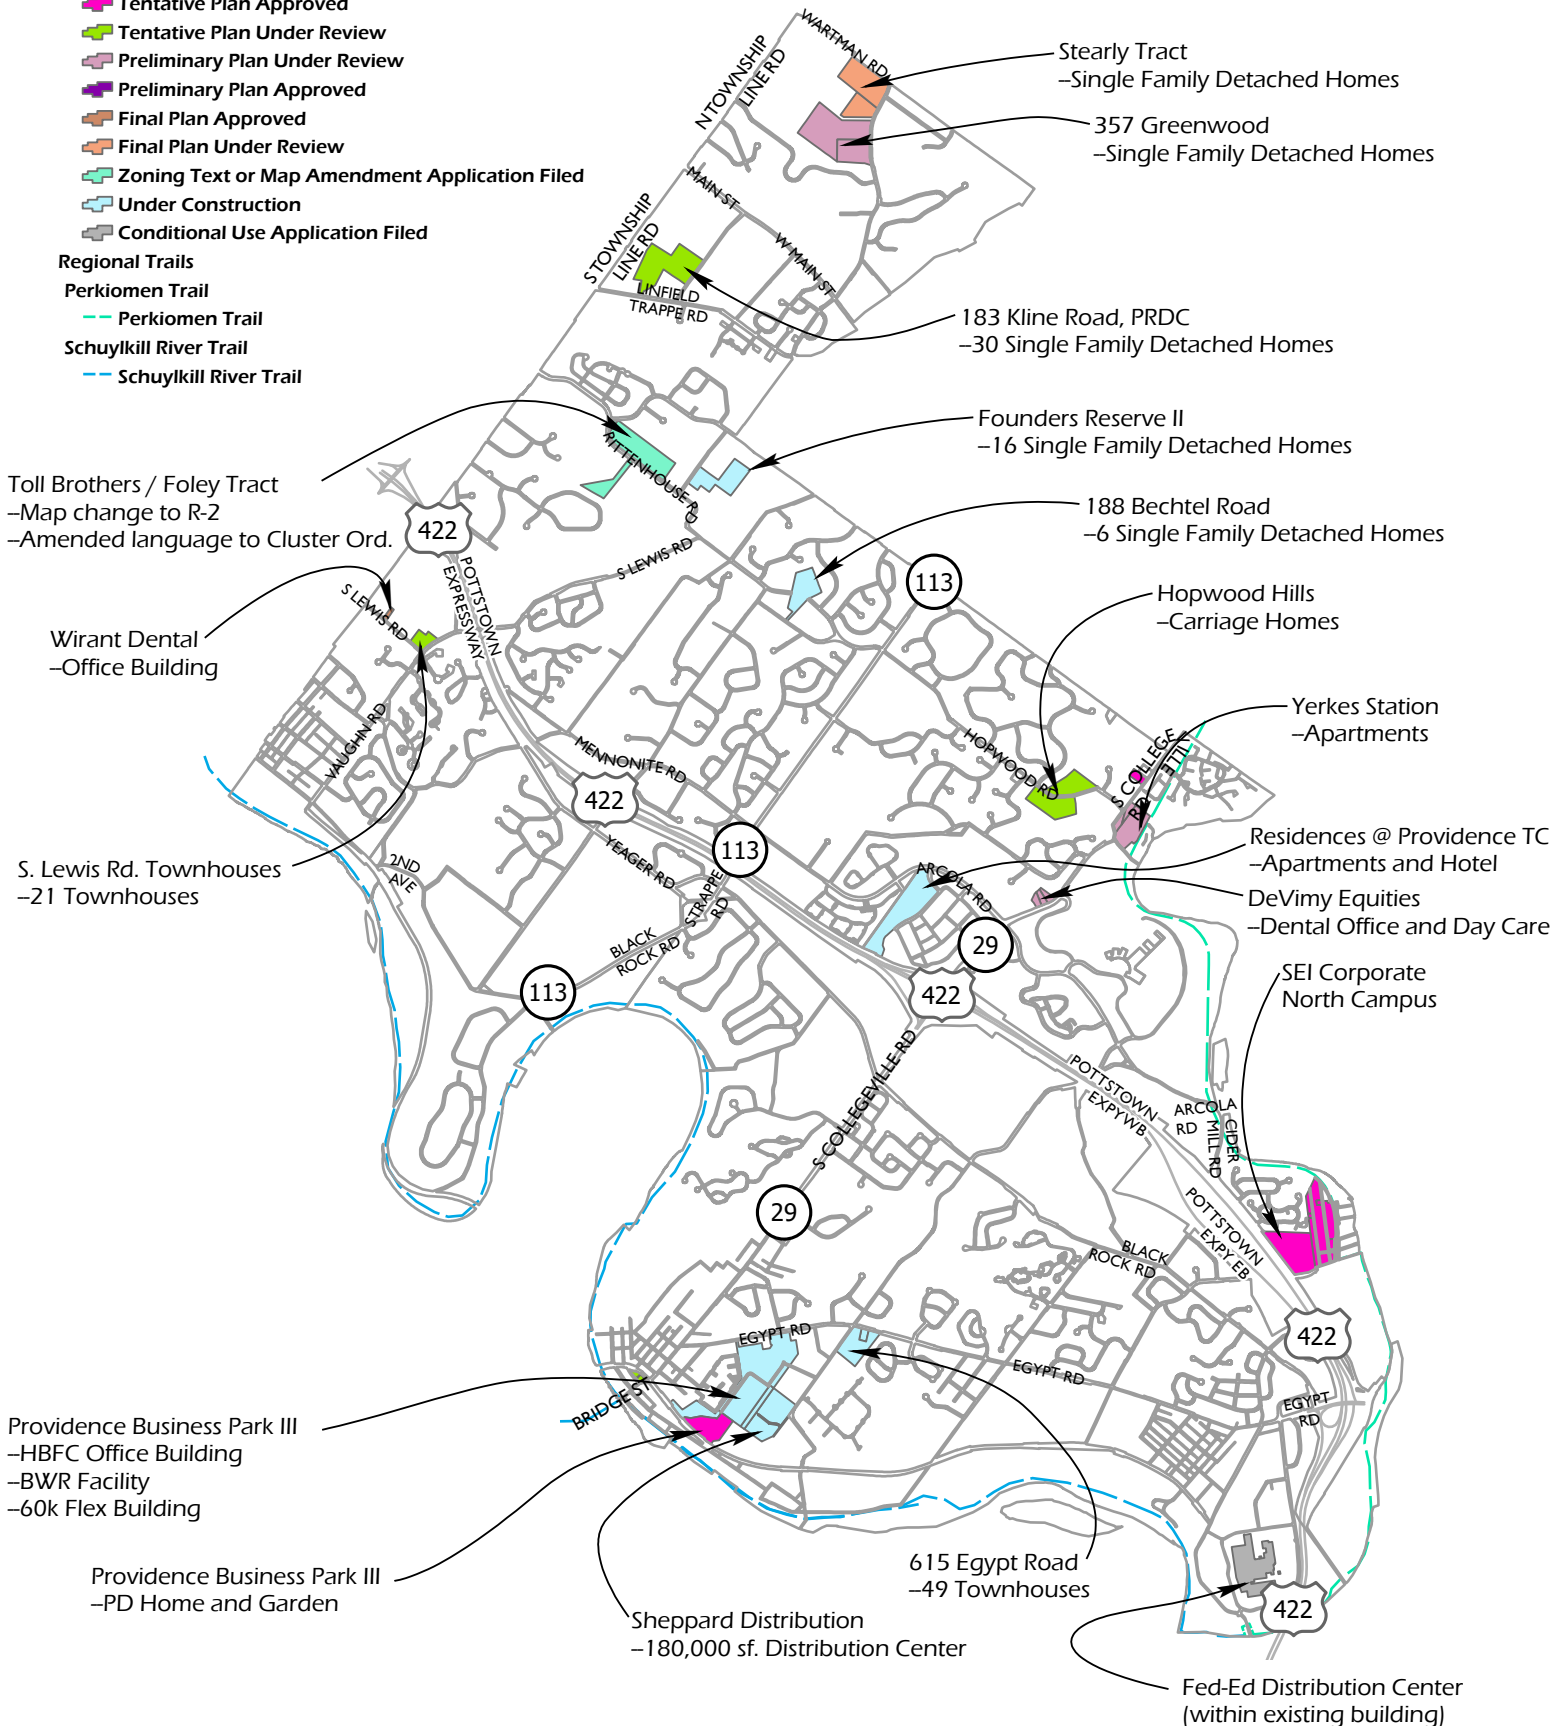 Tentative Plan Approved
Tentative Plan Under Review
Preliminary Plan Under Review
Preliminary Plan Approved
Final Plan Approved
Final Plan Under Review
Zoning Text or Map Amendment Application Filed
Under Construction
Conditional Use Application Filed
Regional Trails
Perkiomen Trail
Perkiomen Trail
Schuylkill River Trail
Schuylkill River Trail
WARTMAN RD
N TOWNSHIP
LINE RD
Stearly Tract
--Single Family Detached Homes
357 Greenwood
--Single Family Detached Homes
MAIN ST
W MAIN ST
S TOWNSHIP
LINE RD
LINFIELD
TRAPPE RD
183 Kline Road, PRDC
--30 Single Family Detached Homes
Founders Reserve II
--16 Single Family Detached Homes
RITTENHOUSE RD
Toll Brothers / Foley Tract
--Map change to R-2
--Amended language to Cluster Ord.
422
188 Bechtel Road
--6 Single Family Detached Homes
S LEWIS RD
113
POTTSTOWN
EXPRESSWAY
S LEWIS RD
Hopwood Hills
--Carriage Homes
Wirant Dental
--Office Building
Yerkes Station
--Apartments
VAUGHN RD
MENNONITE RD
HOPWOOD RD
S COLLEGEVILLE
RD
422
113
Residences @ Providence TC
--Apartments and Hotel
S. Lewis Rd. Townhouses
--21 Townhouses
2ND
AVE
YEAGER RD
S TRAPPE
RD
ARCOLA RD
DeVimy Equities
--Dental Office and Day Care
BLACK
ROCK RD
29
113
422
SEI Corporate
North Campus
S COLLEGEVILLE RD
POTTSTOWN
EXPY WB
ARCOLA
RD
CIDER
MILL RD
29
POTTSTOWN
EXPY EB
BLACK
ROCK RD
EGYPT RD
422
EGYPT RD
EGYPT
RD
BRIDGE ST
Providence Business Park III
--HBFC Office Building
--BWR Facility
--60k Flex Building
615 Egypt Road
--49 Townhouses
Providence Business Park III
--PD Home and Garden
Sheppard Distribution
--180,000 sf. Distribution Center
422
Fed-Ed Distribution Center
(within existing building)